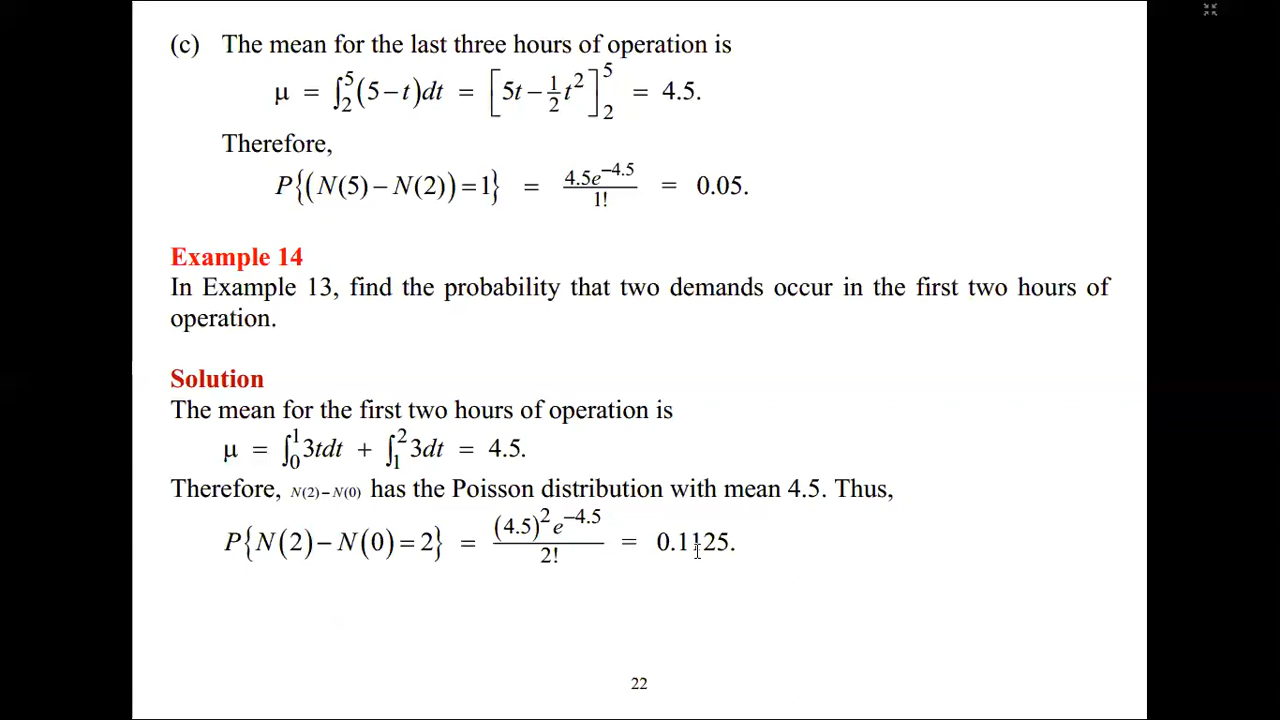 (c) The mean for the last three hours of operation is
μ = ∫₂⁵(5−t)dt = [5t−½t²]₂⁵ = 4.5.
Therefore,
P{(N(5)−N(2))=1} = 4.5e^−4.5/1! = 0.05.
Example 14
In Example 13, find the probability that two demands occur in the first two hours of
operation.
Solution
The mean for the first two hours of operation is
μ = ∫₀¹3tdt + ∫₁²3dt = 4.5.
Therefore, N(2)−N(0) has the Poisson distribution with mean 4.5. Thus,
P{N(2)−N(0)=2} = (4.5)²e^−4.5/2! = 0.1125.
22